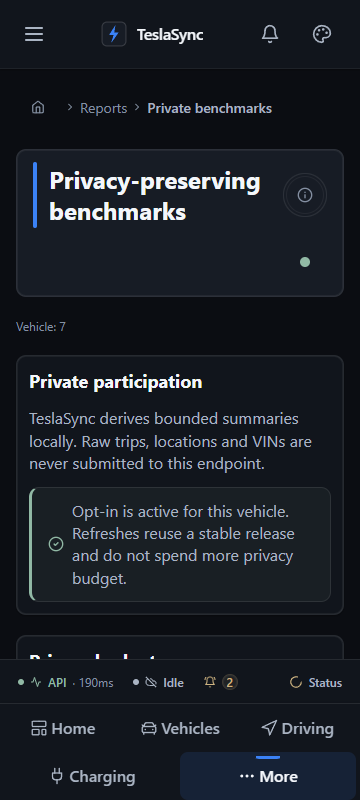 TeslaSync
Reports > Private benchmarks
Privacy-preserving
benchmarks
Vehicle: 7
Private participation
TeslaSync derives bounded summaries
locally. Raw trips, locations and VINs are
never submitted to this endpoint.
Opt-in is active for this vehicle.
Refreshes reuse a stable release
and do not spend more privacy
budget.
API · 190ms Idle 2 Status
Home Vehicles Driving
Charging More